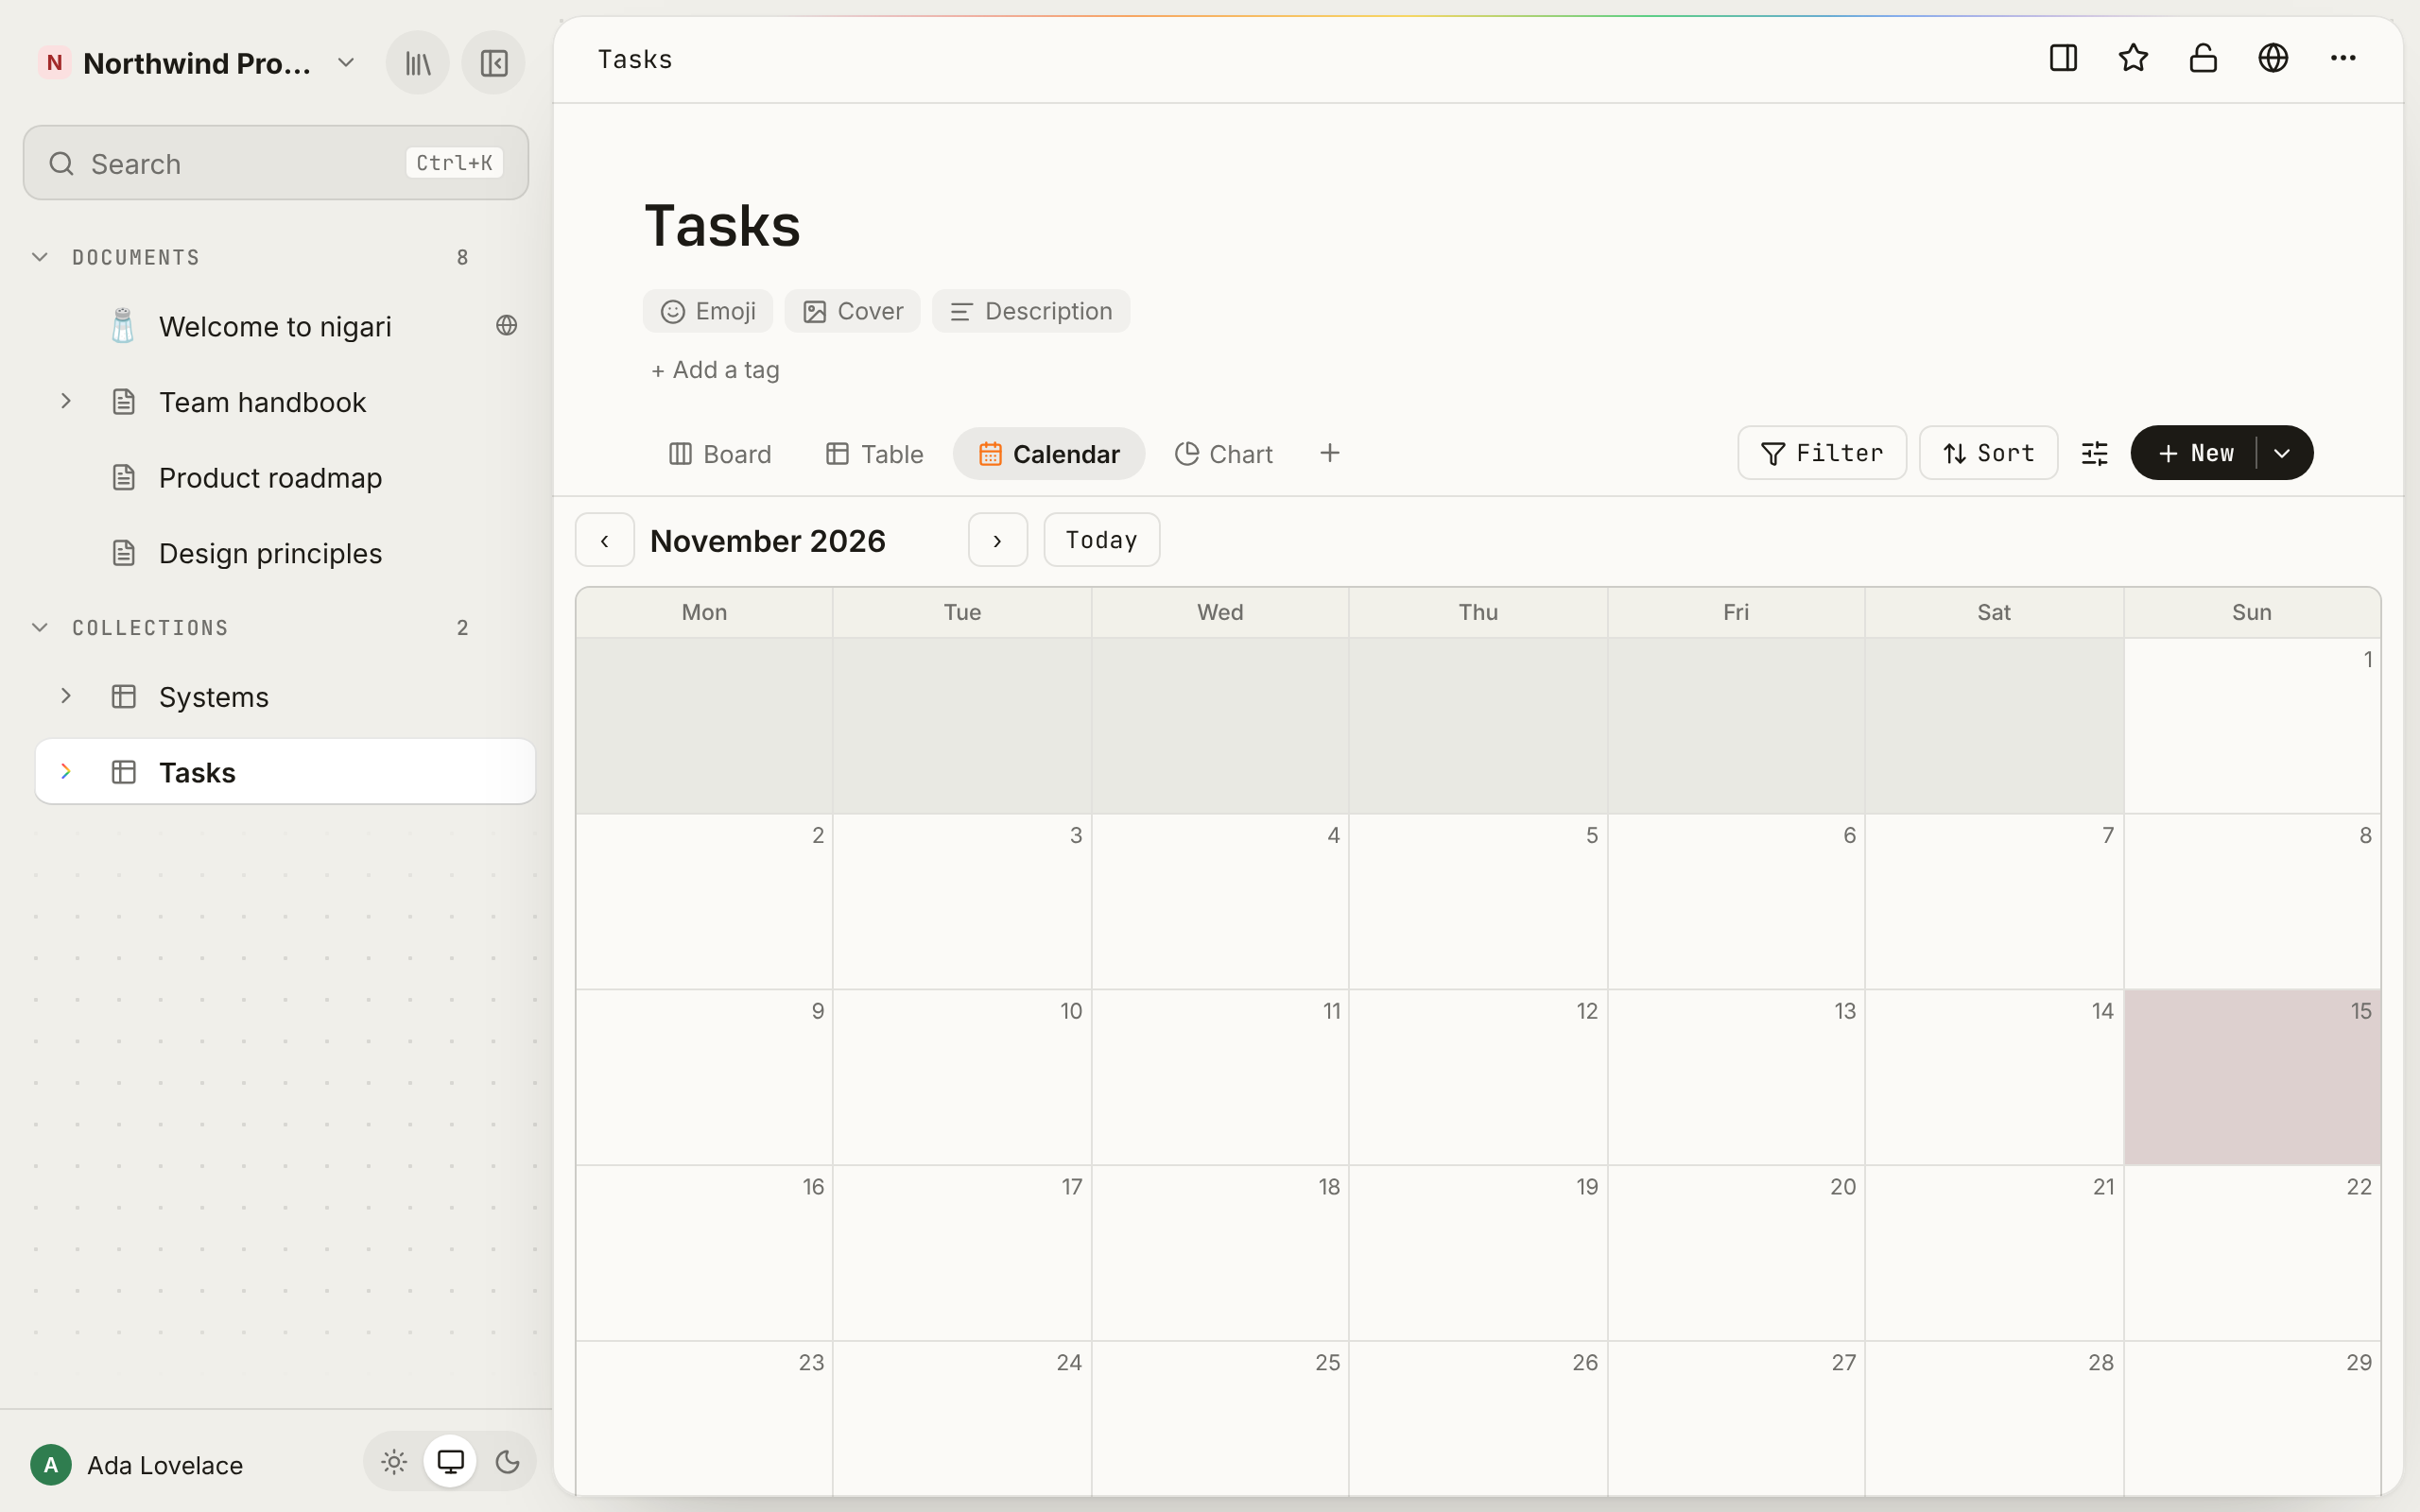 N Northwind Pro...
Search Ctrl+K
DOCUMENTS 8
Welcome to nigari
Team handbook
Product roadmap
Design principles
COLLECTIONS 2
Systems
Tasks
A Ada Lovelace
Tasks
Tasks
Emoji Cover Description
+ Add a tag
Board Table Calendar Chart + Filter Sort + New
‹ November 2026 › Today
Mon Tue Wed Thu Fri Sat Sun
1
2 3 4 5 6 7 8
9 10 11 12 13 14 15
16 17 18 19 20 21 22
23 24 25 26 27 28 29